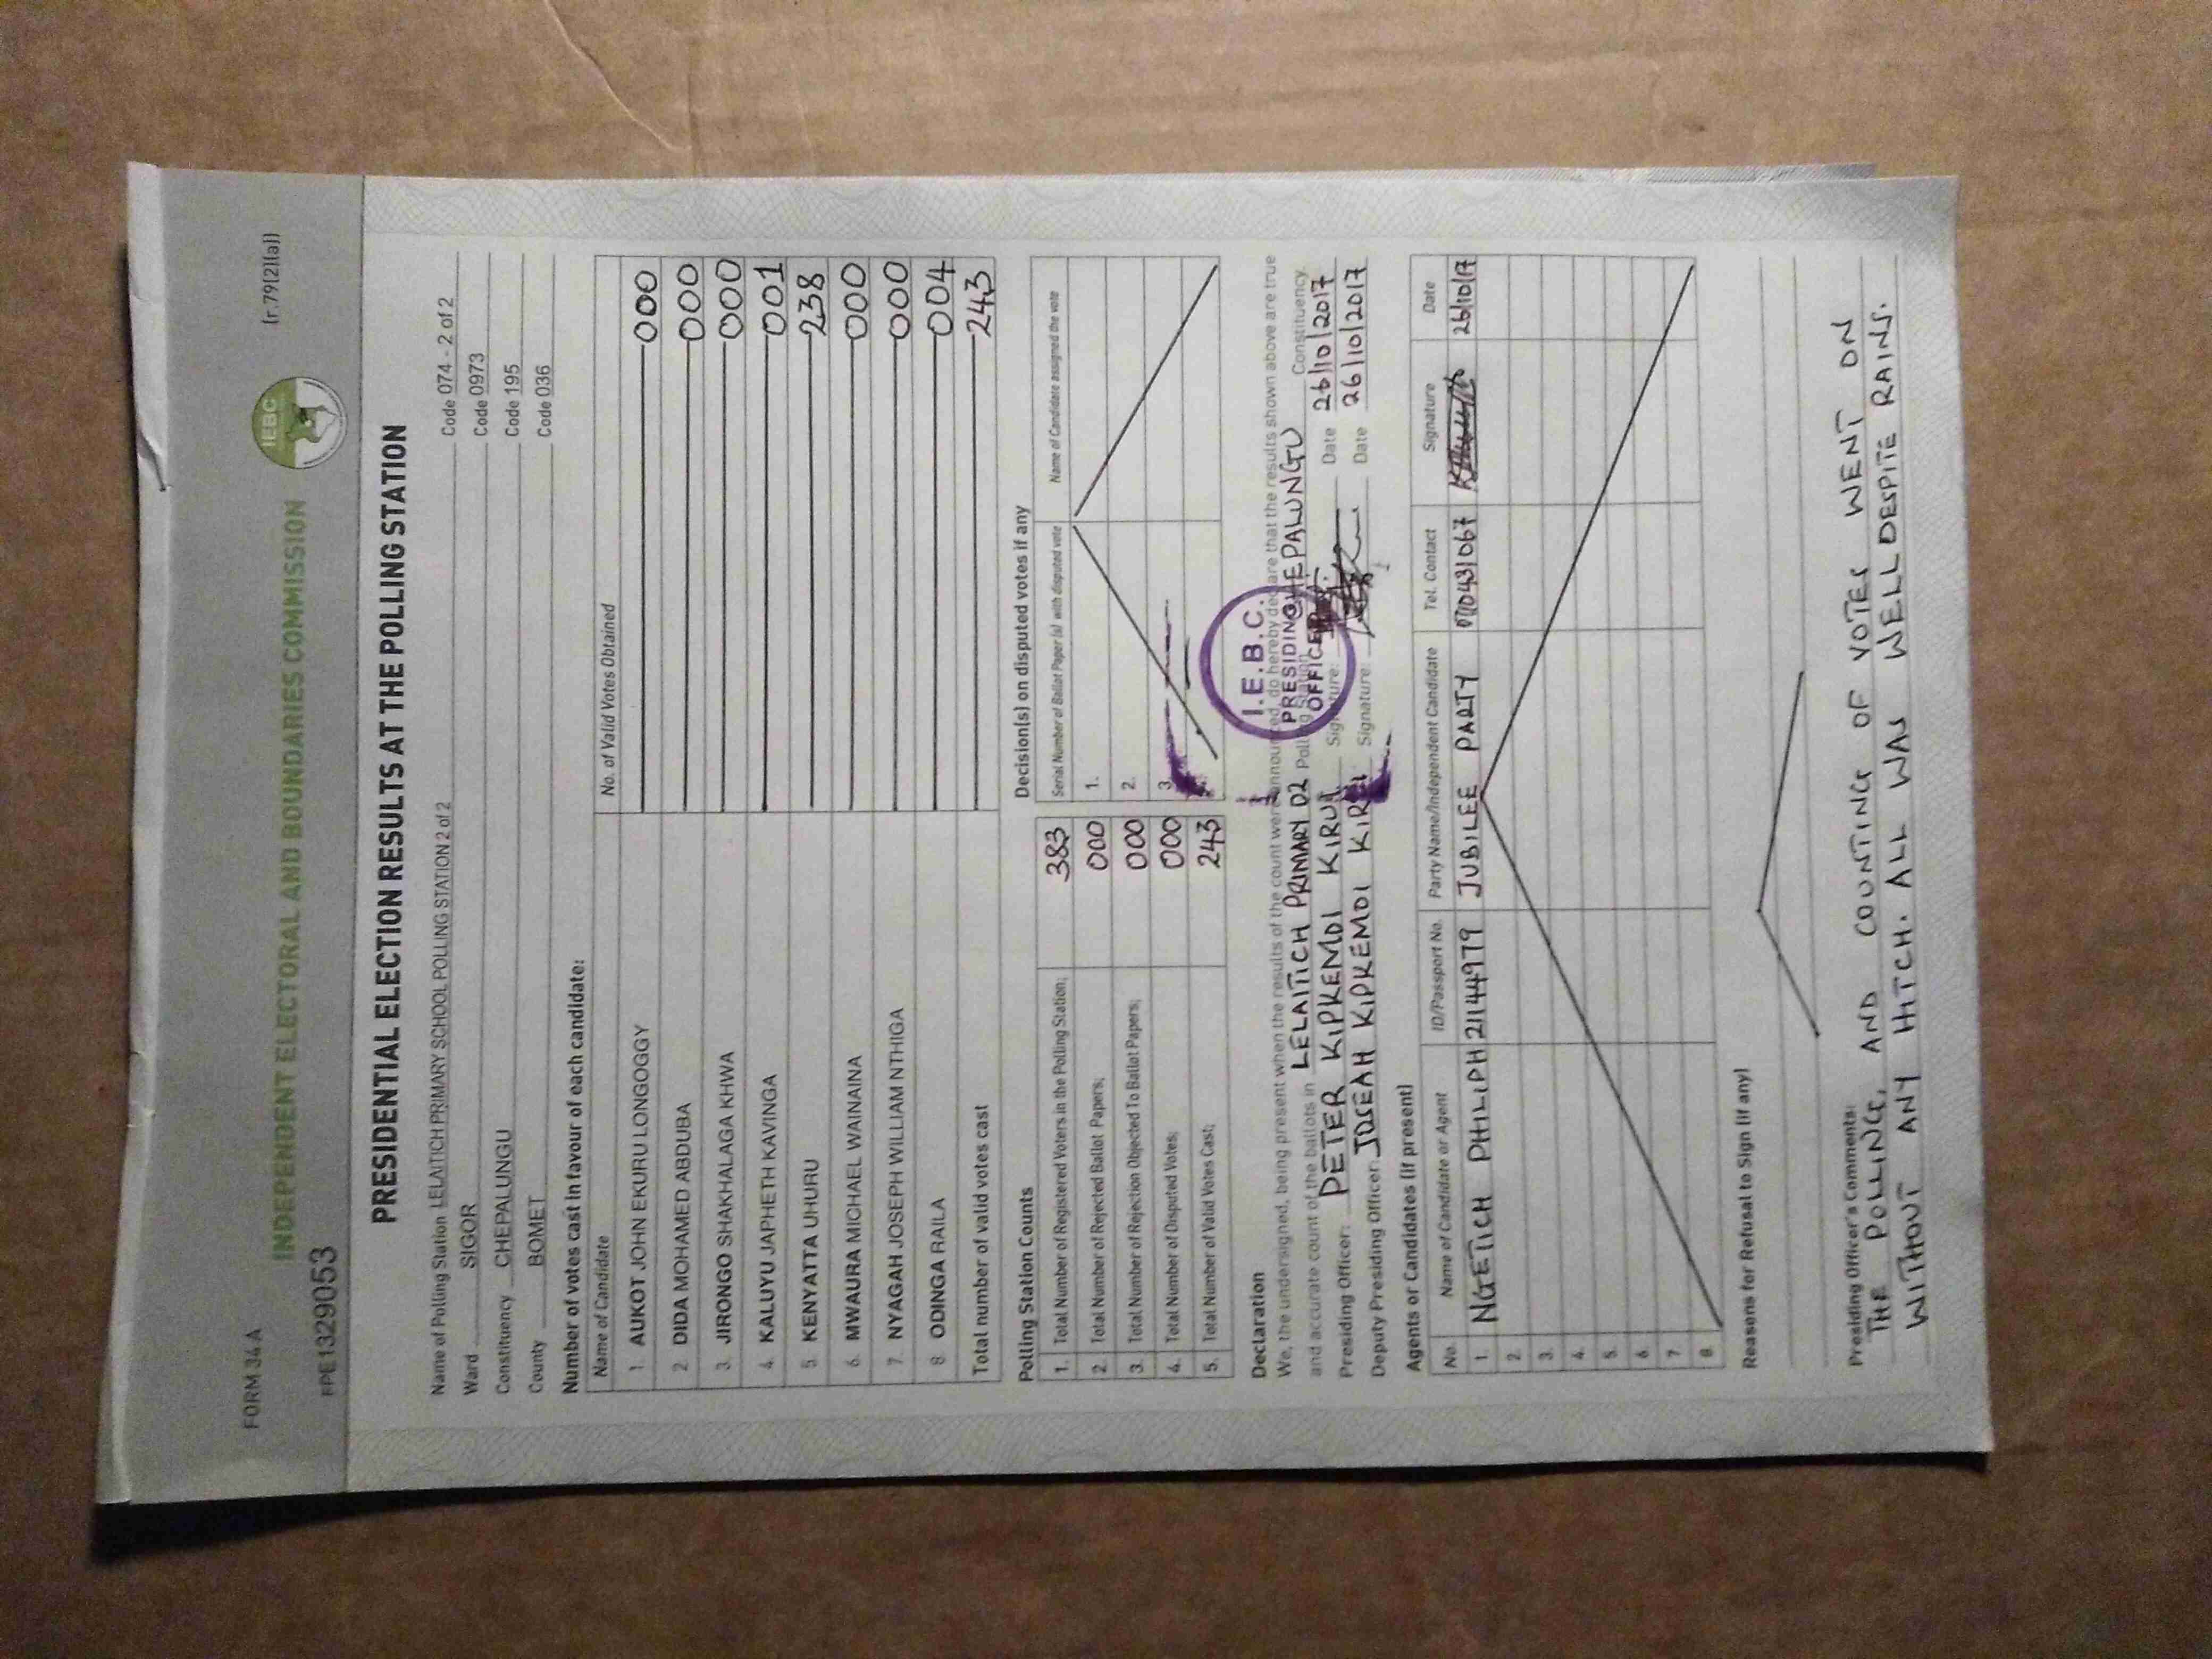 FORM 34A
(r.79(2)(a))
IEBC
INDEPENDENT ELECTORAL AND BOUNDARIES COMMISSION
1329053
PRESIDENTIAL ELECTION RESULTS AT THE POLLING STATION
Name of Polling Station LELAITICH PRIMARY SCHOOL POLLING STATION 2 of 2 Code 074 - 2 of 2
Ward SIGOR Code 0973
Constituency CHEPALUNGU Code 195
County BOMET Code 036
Number of votes cast in favour of each candidate:
Name of Candidate No. of Valid Votes Obtained
1. AUKOT JOHN EKURU LONGOGGY 000
2. DIDA MOHAMED ABDUBA 000
3. JIRONGO SHAKHALAGA KHWA 000
4. KALUYU JAPHETH KAVINGA 001
5. KENYATTA UHURU 238
6. MWAURA MICHAEL WAINAINA 000
7. NYAGAH JOSEPH WILLIAM NTHIGA 000
8 ODINGA RAILA 004
Total number of valid votes cast 243
Polling Station Counts
1. Total Number of Registered Voters in the Polling Station; 383
2. Total Number of Rejected Ballot Papers; 000
3. Total Number of Rejection Objected To Ballot Papers; 000
4. Total Number of Disputed Votes; 000
5. Total Number of Valid Votes Cast; 243
Decision(s) on disputed votes if any
Serial Number of Ballot Paper (s) with disputed vote Name of Candidate assigned the vote
1.
2.
3.
Declaration
We, the undersigned, being present when the results of the count were announced, do hereby declare that the results shown above are true
and accurate count of the ballots in LELAITICH PRIMARY 02 Polling Station CHEPALUNGU Constituency.
Presiding Officer: PETER KIPKEMOI KIRUI Signature: Date 26/10/2017
Deputy Presiding Officer: JOSEAH KIPKEMOI Signature: Date 26/10/2017
I.E.B.C.
PRESIDING
OFFICER
Agents or Candidates (if present)
No. Name of Candidate or Agent ID/Passport No. Party Name/Independent Candidate Tel. Contact Signature Date
1. NGETICH PHILIPH 21144979 JUBILEE PARTY 26/10/17
2.
3.
4.
5.
6.
7.
8.
Reasons for Refusal to Sign (if any)
Presiding Officer's Comments:
THE POLLING, AND COUNTING OF VOTES WENT ON
WITHOUT ANY HITCH. ALL WAS WELL DESPITE RAINS.